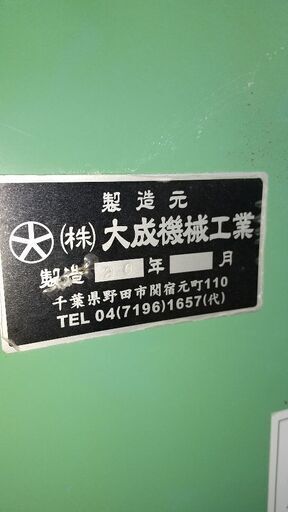 製造元
(株)大成機械工業
製造 年 月
千葉県野田市関宿元町110
TEL 04(7196)1657(代)